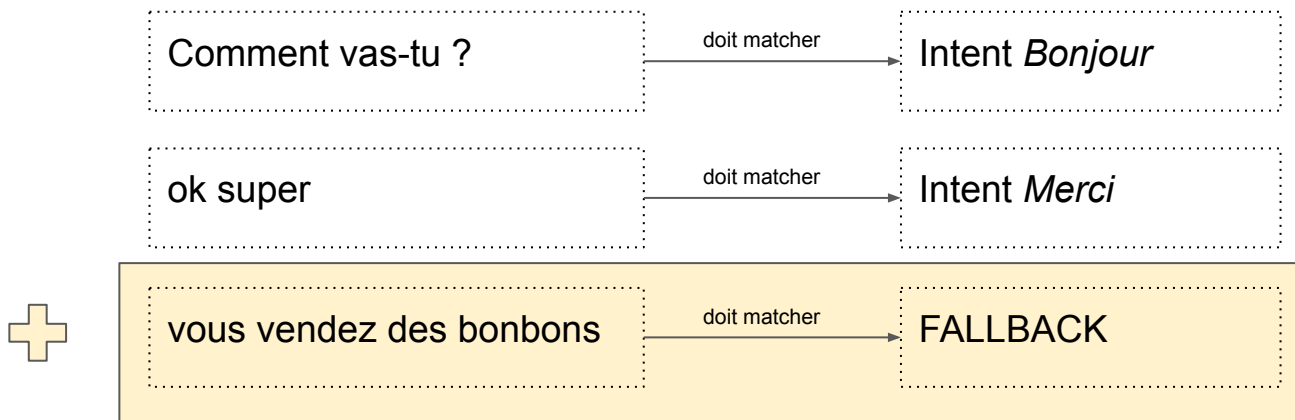 Comment vas-tu ? doit matcher Intent Bonjour
ok super doit matcher Intent Merci
vous vendez des bonbons doit matcher FALLBACK